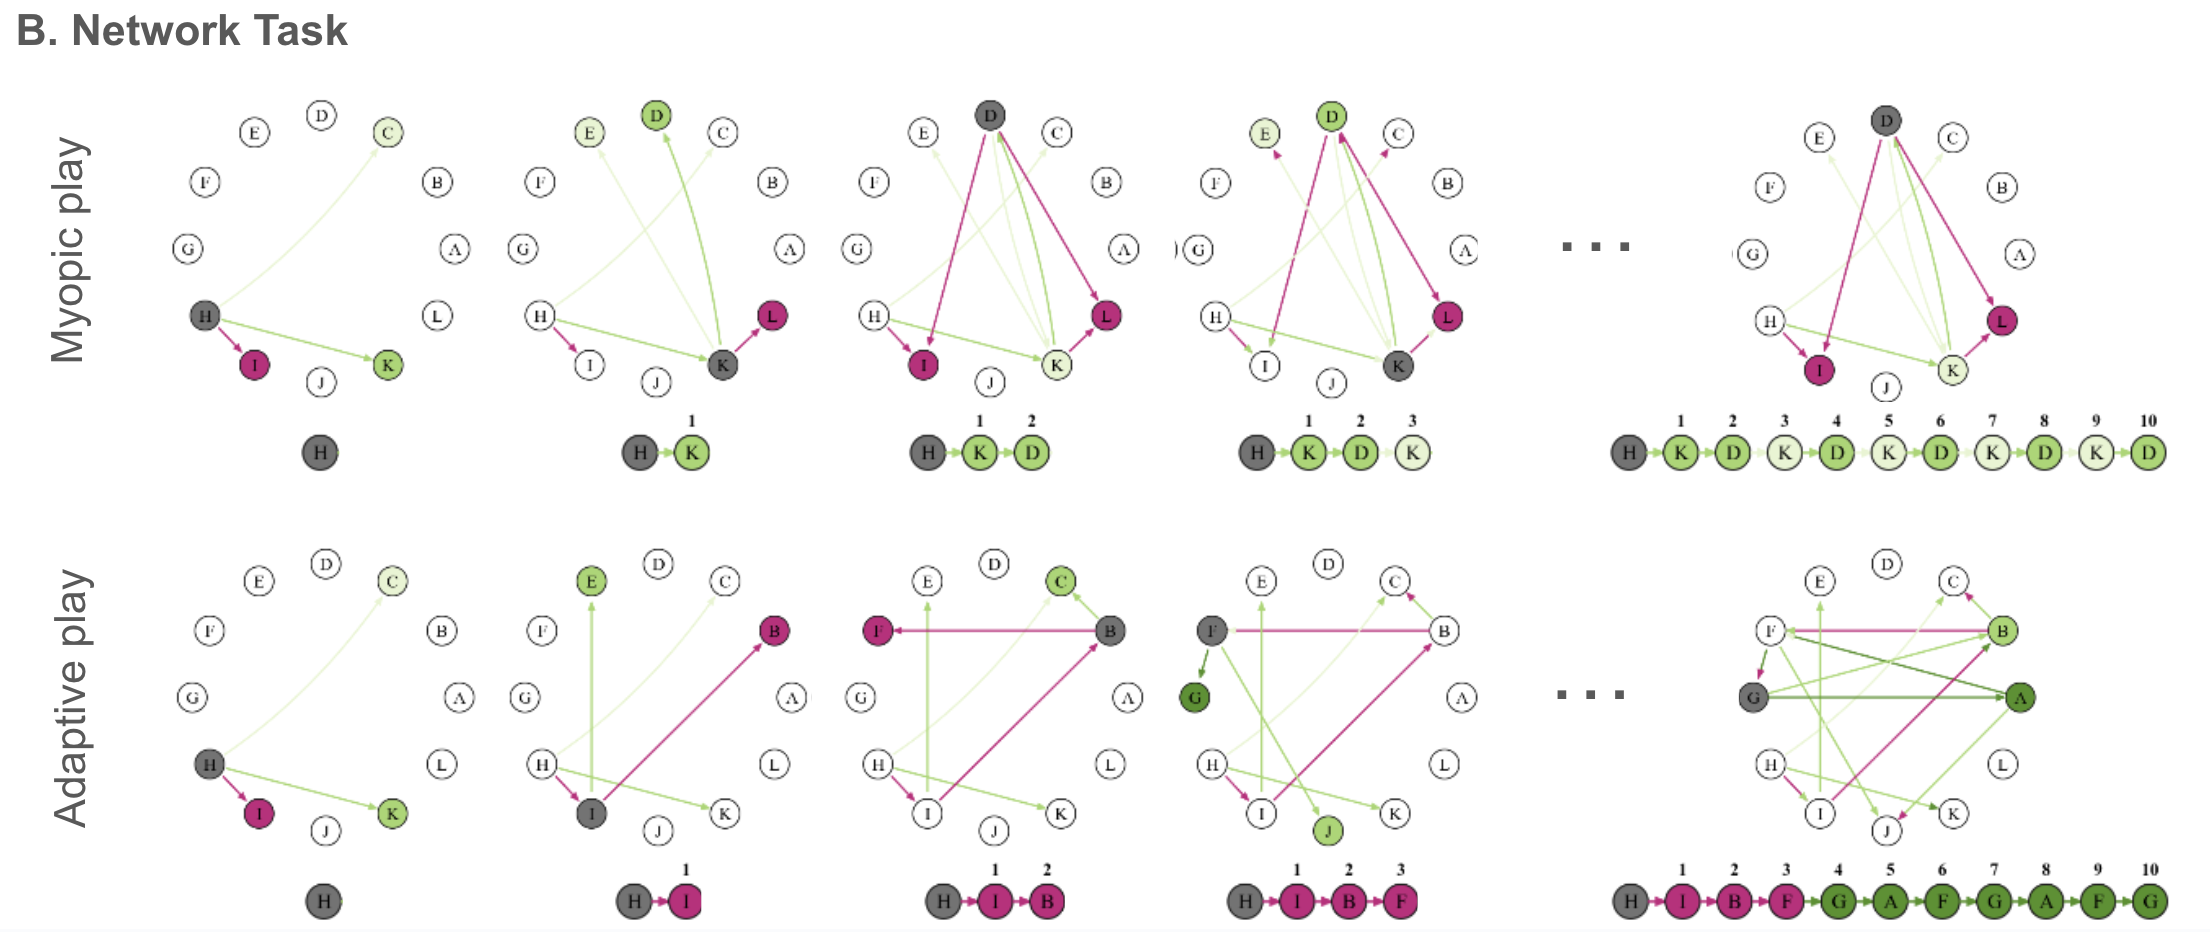 B. Network Task
Myopic play
D
E
C
F
B
G
A
H
L
I
K
J
H
D
E
C
F
B
G
A
H
L
I
K
J
1
H K
D
E
C
F
B
G
A
H
L
I
K
J
1 2
H K D
D
E
C
F
B
) G
A
H
L
I
K
J
1 2 3
H K D K
. . .
D
E
C
F
B
G
A
H
L
I
K
J
1 2 3 4 5 6 7 8 9 10
H K D K D K D K D K D
Adaptive play
D
E
C
F
B
G
A
H
L
I
K
J
H
D
E
C
F
B
G
A
H
L
I
K
J
1
H I
D
E
C
F
B
G
A
H
L
I
K
J
1 2
H I B
D
E
C
F
B
G
A
H
L
I
K
J
1 2 3
H I B F
. . .
D
E
C
F
B
G
A
H
L
I
K
J
1 2 3 4 5 6 7 8 9 10
H I B F G A F G A F G